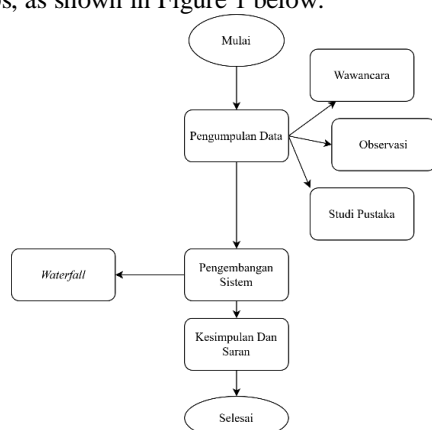 as shown in Figure 1 below.
Mulai
Wawancara
Pengumpulan Data
Observasi
Studi Pustaka
Waterfall
Pengembangan
Sistem
Kesimpulan Dan
Saran
Selesai